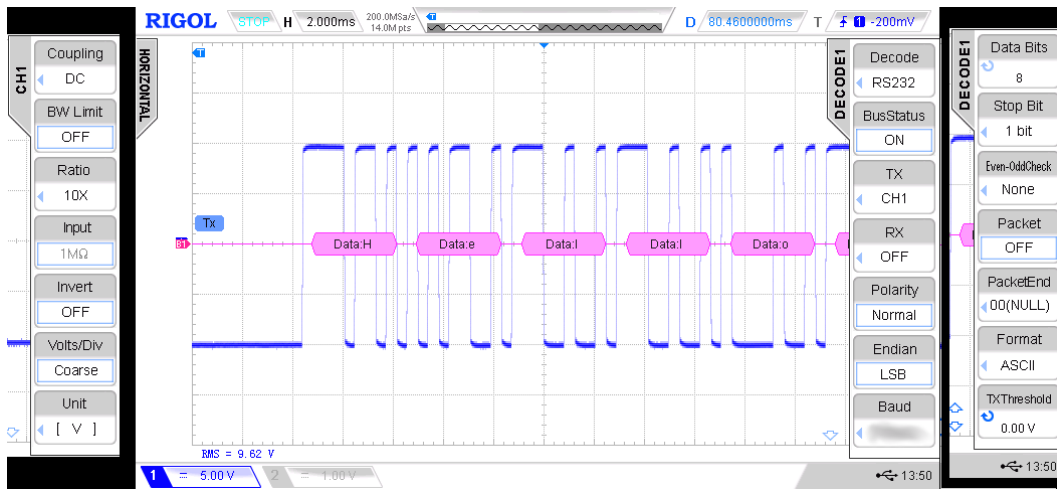 RIGOL STOP H 2.000ms 200.0MSa/s 14.0M pts D 80.4600000ms T 1 -200mV
CH1
Coupling
DC
BW Limit
OFF
Ratio
10X
Input
1MΩ
Invert
OFF
Volts/Div
Coarse
Unit
[ V ]
HORIZONTAL
T
Tx
B1 Data:H Data:e Data:l Data:l Data:o
RMS = 9.62 V
1 = 5.00 V 2 = 1.00 V
13:50
DECODE1
Decode
RS232
BusStatus
ON
TX
CH1
RX
OFF
Polarity
Normal
Endian
LSB
Baud
DECODE1
Data Bits
8
Stop Bit
1 bit
Even-OddCheck
None
Packet
OFF
PacketEnd
00(NULL)
Format
ASCII
TXThreshold
0.00 V
13:50